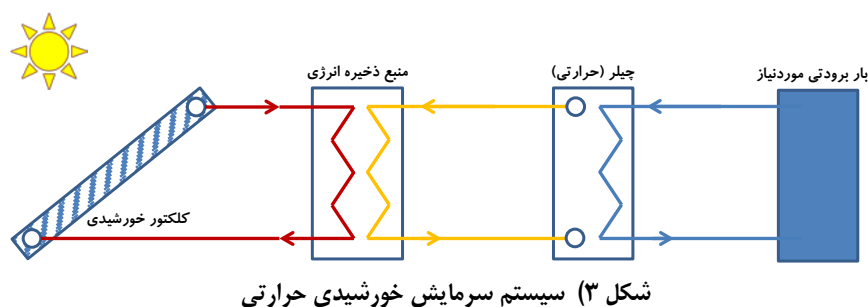 بار برودتی موردنیاز
چیلر (حرارتی)
منبع ذخیره انرژی
کلکتور خورشیدی
شکل ۳) سیستم سرمایش خورشیدی حرارتی